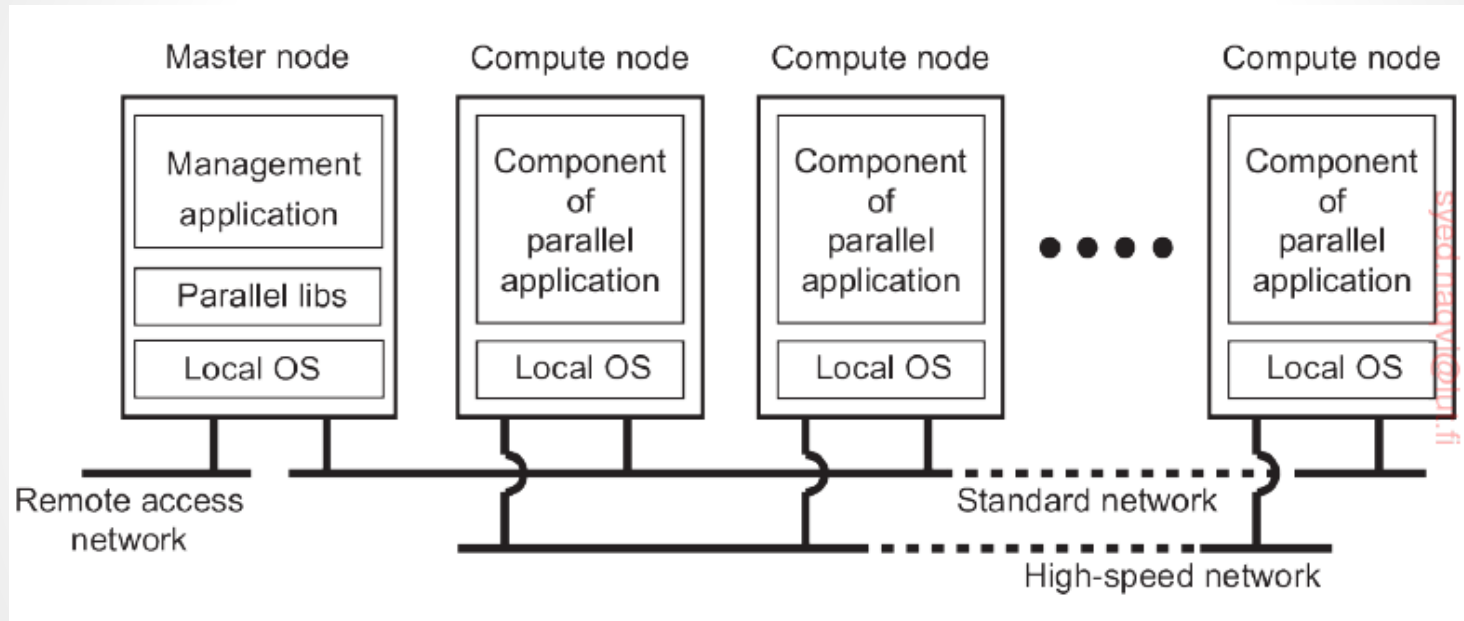 Master node
Compute node
Compute node
Compute node
Management
application
Parallel libs
Local OS
Component
of
parallel
application
Local OS
Component
of
parallel
application
Local OS
Component
of
parallel
application
Local OS
Remote access
network
Standard network
High-speed network